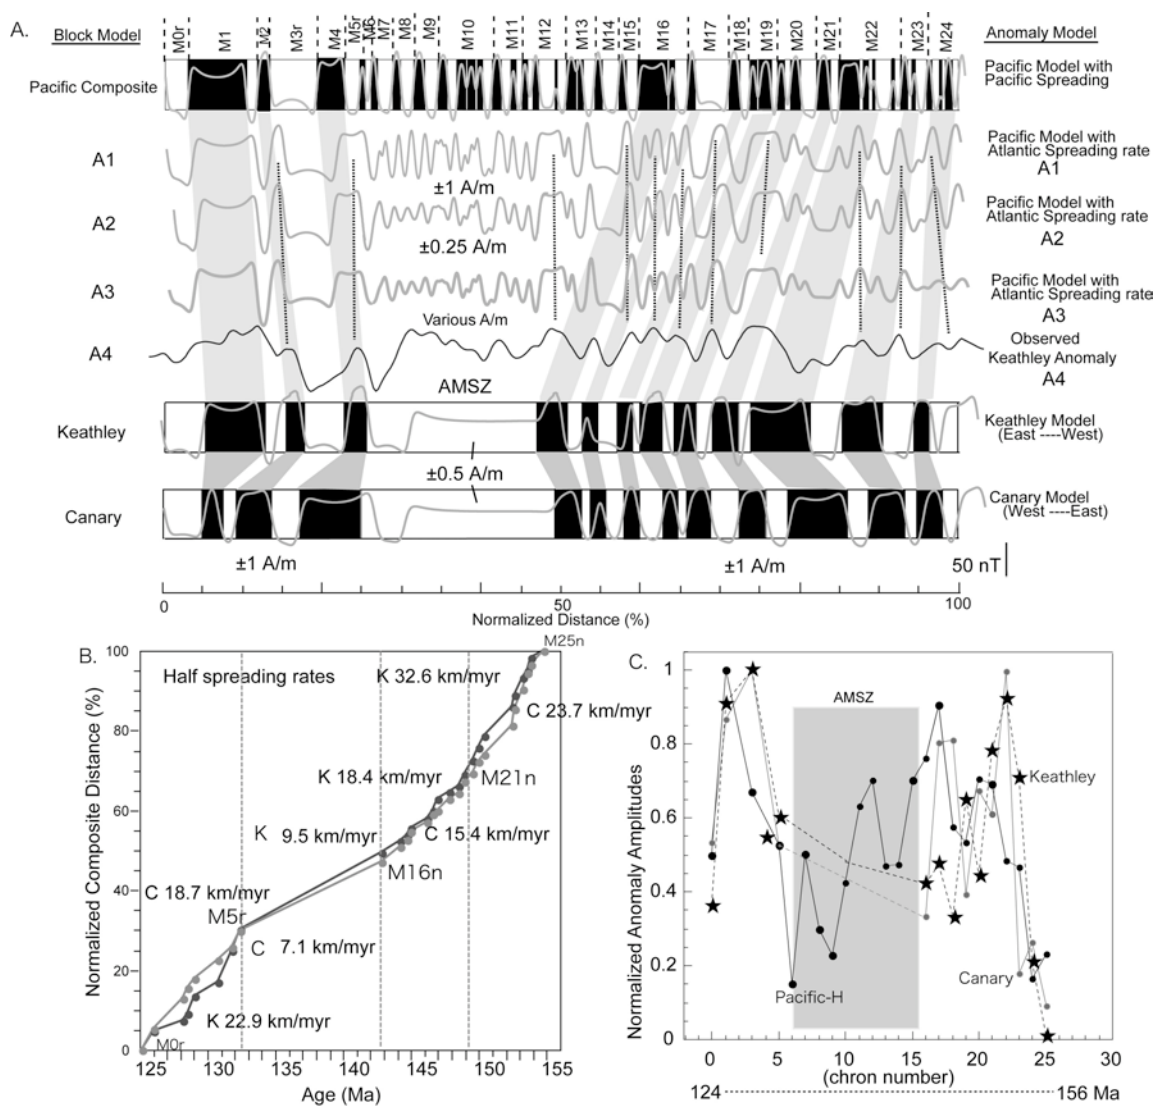 A.
Block Model
M0r M1 M2 M3r M4 M5r M6 M7 M8 M9 M10 M11 M12 M13 M14 M15 M16 M17 M18 M19 M20 M21 M22 M23 M24
Anomaly Model
Pacific Composite
Pacific Model with
Pacific Spreading
A1
±1 A/m
Pacific Model with
Atlantic Spreading rate
A1
A2
±0.25 A/m
Pacific Model with
Atlantic Spreading rate
A2
A3
Various A/m
Pacific Model with
Atlantic Spreading rate
A3
A4
AMSZ
Observed
Keathley Anomaly
A4
Keathley
Keathley Model
(East ----West)
±0.5 A/m
Canary
Canary Model
(West ----East)
±1 A/m
±1 A/m
50 nT
0 50 100
Normalized Distance (%)
B.
Half spreading rates
M25n
K 32.6 km/myr
C 23.7 km/myr
K 18.4 km/myr
M21n
K 9.5 km/myr
C 15.4 km/myr
M16n
C 18.7 km/myr
M5r
C 7.1 km/myr
K 22.9 km/myr
M0r
Normalized Composite Distance (%)
100
80
60
40
20
0
125 130 135 140 145 150 155
Age (Ma)
C.
AMSZ
Keathley
Canary
Pacific-H
Normalized Anomaly Amplitudes
1
0.8
0.6
0.4
0.2
0
0 5 10 15 20 25 30
(chron number)
124 156 Ma